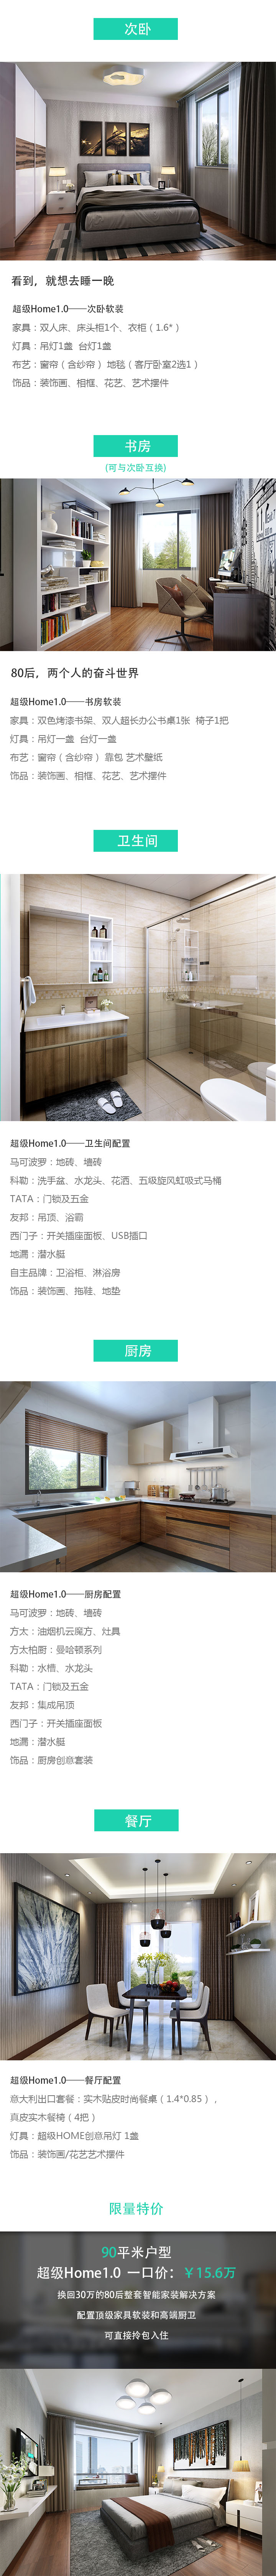 次卧
看到，就想去睡一晚
超级Home1.0——次卧软装
家具：双人床、床头柜1个、衣柜（1.6*）
灯具：吊灯1盏  台灯1盏
布艺：窗帘（含纱帘） 地毯（客厅卧室2选1）
饰品：装饰画、相框、花艺、艺术摆件
书房
(可与次卧互换)
80后，两个人的奋斗世界
超级Home1.0——书房软装
家具：双色烤漆书架、双人超长办公书桌1张  椅子1把
灯具：吊灯一盏  台灯一盏
布艺：窗帘（含纱帘） 靠包 艺术壁纸
饰品：装饰画、相框、花艺、艺术摆件
卫生间
超级Home1.0——卫生间配置
马可波罗：地砖、墙砖
科勒：洗手盆、水龙头、花洒、五级旋风虹吸式马桶
TATA：门锁及五金
友邦：吊顶、浴霸
西门子：开关插座面板、USB插口
地漏：潜水艇
自主品牌：卫浴柜、淋浴房
饰品：装饰画、拖鞋、地垫
厨房
超级Home1.0——厨房配置
马可波罗：地砖、墙砖
方太：油烟机云魔方、灶具
方太柏厨：曼哈顿系列
科勒：水槽、水龙头
TATA：门锁及五金
友邦：集成吊顶
西门子：开关插座面板
地漏：潜水艇
饰品：厨房创意套装
餐厅
超级Home1.0——餐厅配置
意大利出口套餐：实木贴皮时尚餐桌（1.4*0.85），
真皮实木餐椅（4把）
灯具：超级HOME创意吊灯 1盏
饰品：装饰画/花艺艺术摆件
限量特价
90平米户型
超级Home1.0 一口价：￥15.6万
换回30万的80后整套智能家装解决方案
配置顶级家具软装和高端厨卫
可直接拎包入住